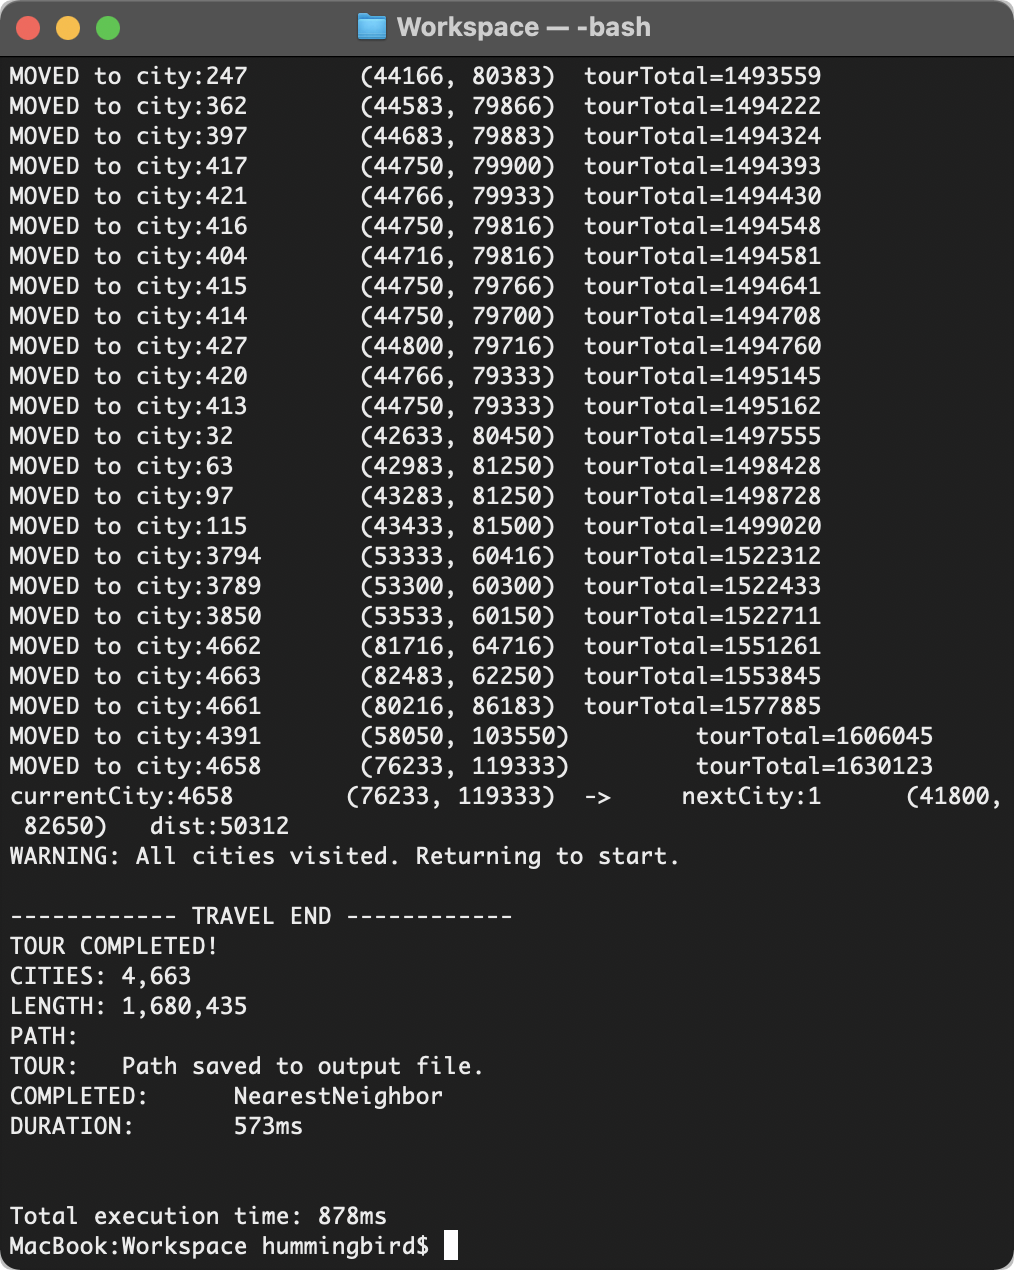 Workspace — -bash
MOVED to city:247        (44166, 80383)  tourTotal=1493559
MOVED to city:362        (44583, 79866)  tourTotal=1494222
MOVED to city:397        (44683, 79883)  tourTotal=1494324
MOVED to city:417        (44750, 79900)  tourTotal=1494393
MOVED to city:421        (44766, 79933)  tourTotal=1494430
MOVED to city:416        (44750, 79816)  tourTotal=1494548
MOVED to city:404        (44716, 79816)  tourTotal=1494581
MOVED to city:415        (44750, 79766)  tourTotal=1494641
MOVED to city:414        (44750, 79700)  tourTotal=1494708
MOVED to city:427        (44800, 79716)  tourTotal=1494760
MOVED to city:420        (44766, 79333)  tourTotal=1495145
MOVED to city:413        (44750, 79333)  tourTotal=1495162
MOVED to city:32         (42633, 80450)  tourTotal=1497555
MOVED to city:63         (42983, 81250)  tourTotal=1498428
MOVED to city:97         (43283, 81250)  tourTotal=1498728
MOVED to city:115        (43433, 81500)  tourTotal=1499020
MOVED to city:3794       (53333, 60416)  tourTotal=1522312
MOVED to city:3789       (53300, 60300)  tourTotal=1522433
MOVED to city:3850       (53533, 60150)  tourTotal=1522711
MOVED to city:4662       (81716, 64716)  tourTotal=1551261
MOVED to city:4663       (82483, 62250)  tourTotal=1553845
MOVED to city:4661       (80216, 86183)  tourTotal=1577885
MOVED to city:4391       (58050, 103550)         tourTotal=1606045
MOVED to city:4658       (76233, 119333)         tourTotal=1630123
currentCity:4658        (76233, 119333)  ->     nextCity:1      (41800,
 82650)   dist:50312
WARNING: All cities visited. Returning to start.
------------ TRAVEL END ------------
TOUR COMPLETED!
CITIES: 4,663
LENGTH: 1,680,435
PATH:
TOUR:   Path saved to output file.
COMPLETED:      NearestNeighbor
DURATION:       573ms
Total execution time: 878ms
MacBook:Workspace hummingbird$